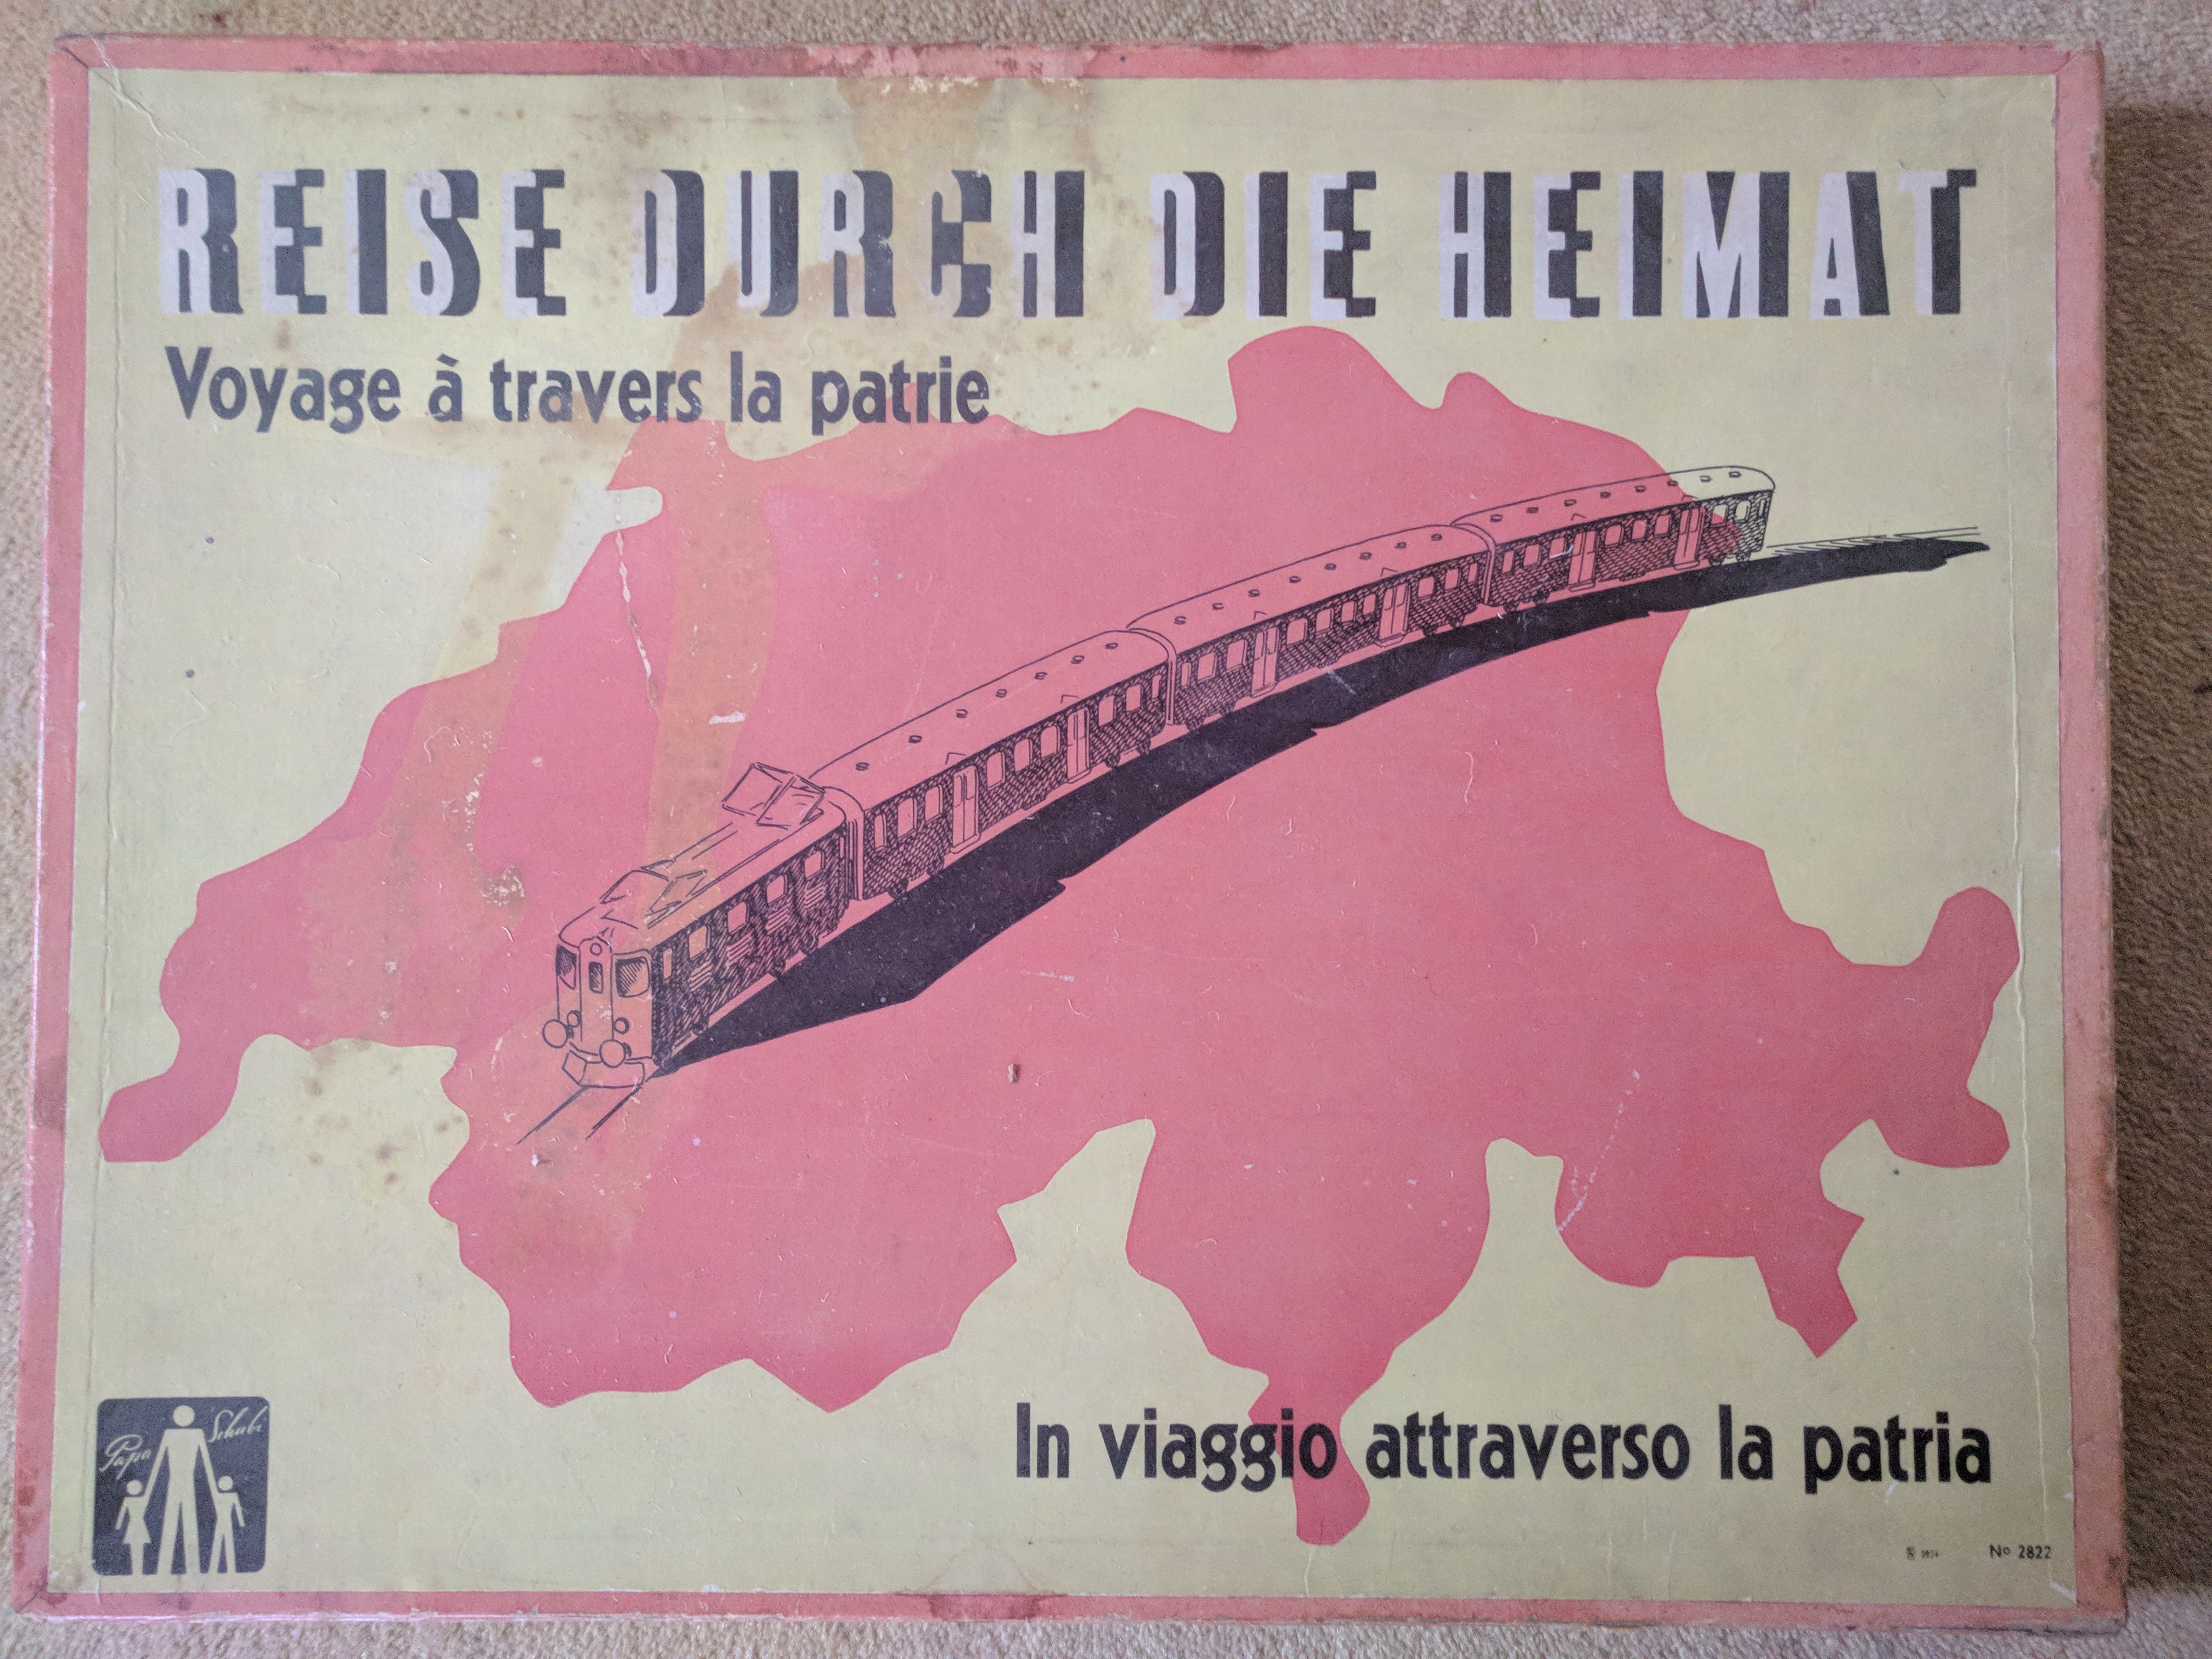 REISE DURCH DIE HEIMAT
Voyage à travers la patrie
In viaggio attraverso la patria
Papa Schubi
No 2822